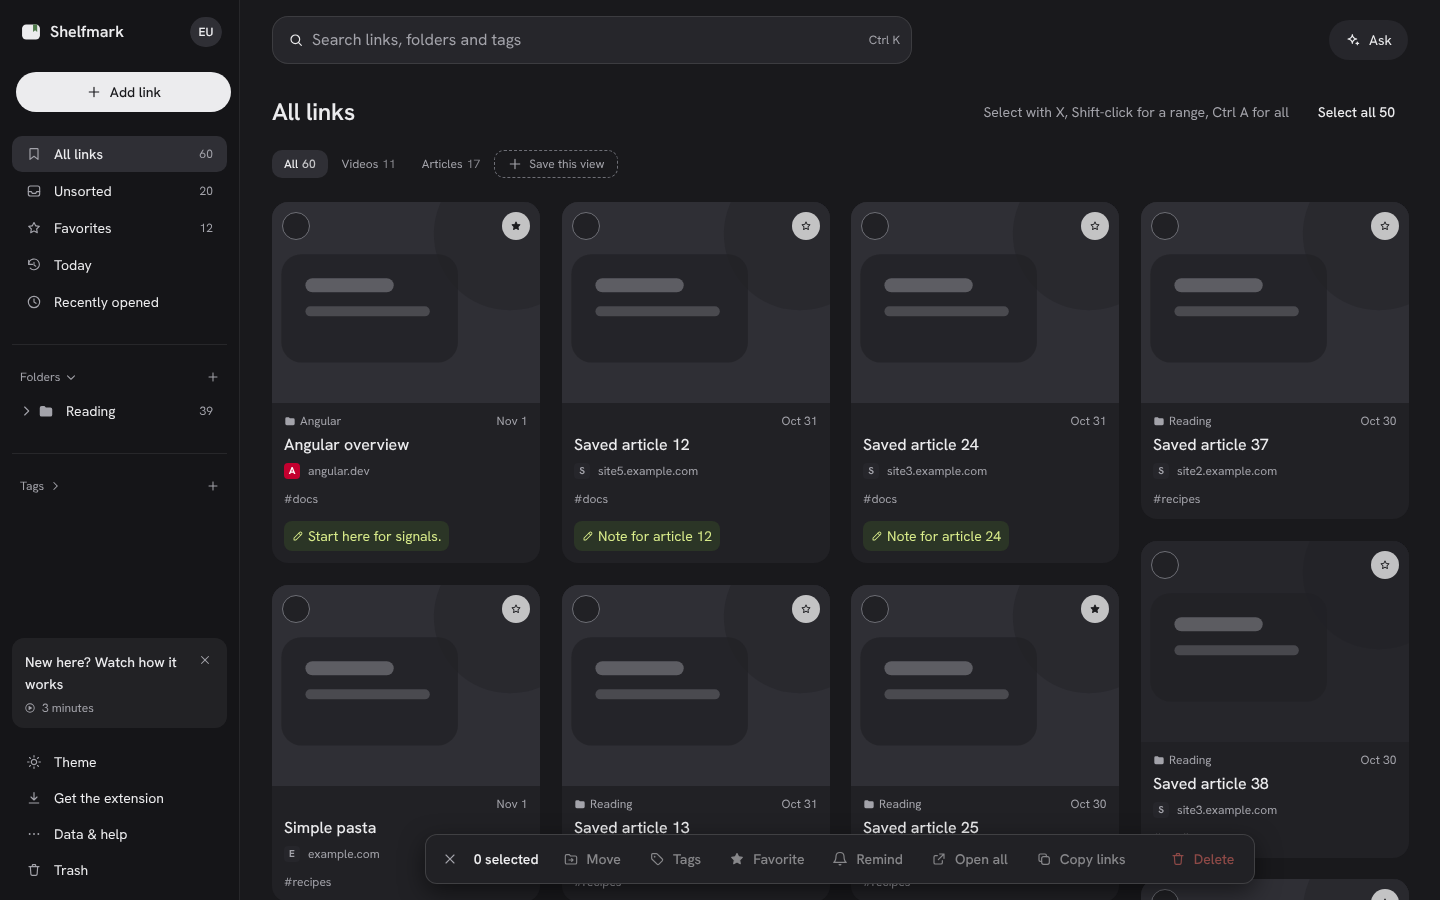 Shelfmark
EU
Add link
All links 60
Unsorted 20
Favorites 12
Today
Recently opened
Folders
Reading 39
Tags
New here? Watch how it
works
3 minutes
Theme
Get the extension
Data & help
Trash
Search links, folders and tags
Ctrl K
Ask
All links
Select with X, Shift-click for a range, Ctrl A for all
Select all 50
All 60
Videos 11
Articles 17
Save this view
Angular Nov 1
Angular overview
A angular.dev
#docs
Start here for signals.
Oct 31
Saved article 12
S site5.example.com
#docs
Note for article 12
Oct 31
Saved article 24
S site3.example.com
#docs
Note for article 24
Reading Oct 30
Saved article 37
S site2.example.com
#recipes
Nov 1
Simple pasta
E example.com
#recipes
Reading Oct 31
Saved article 13
#recipes
Reading Oct 30
Saved article 25
#recipes
Reading Oct 30
Saved article 38
S site3.example.com
0 selected
Move
Tags
Favorite
Remind
Open all
Copy links
Delete